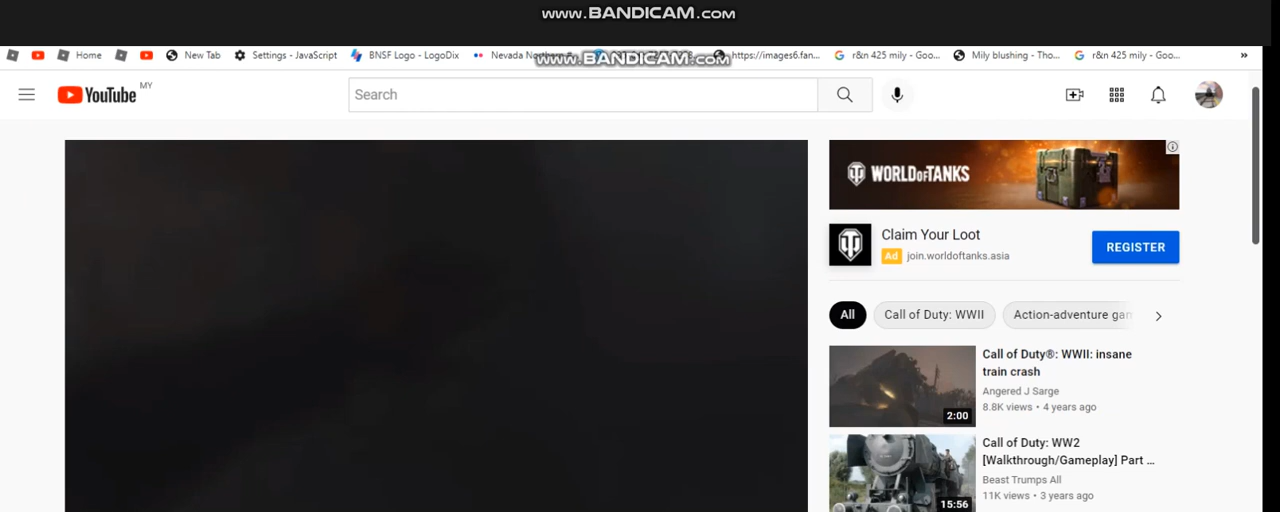 www.BANDICAM.com
Home
New Tab
Settings - JavaScript
BNSF Logo - LogoDix
Nevada Northern
www.BANDICAM.com
https://images6.fan...
r&n 425 mily - Goo...
Mily blushing - Tho...
r&n 425 mily - Goo...
»
YouTube MY
Search
WORLD OF TANKS
Claim Your Loot
Ad join.worldoftanks.asia
REGISTER
All
Call of Duty: WWII
Action-adventure gam
Call of Duty®: WWII: insane
train crash
Angered J Sarge
8.8K views • 4 years ago
2:00
Call of Duty: WW2
[Walkthrough/Gameplay] Part ...
Beast Trumps All
11K views • 3 years ago
15:56